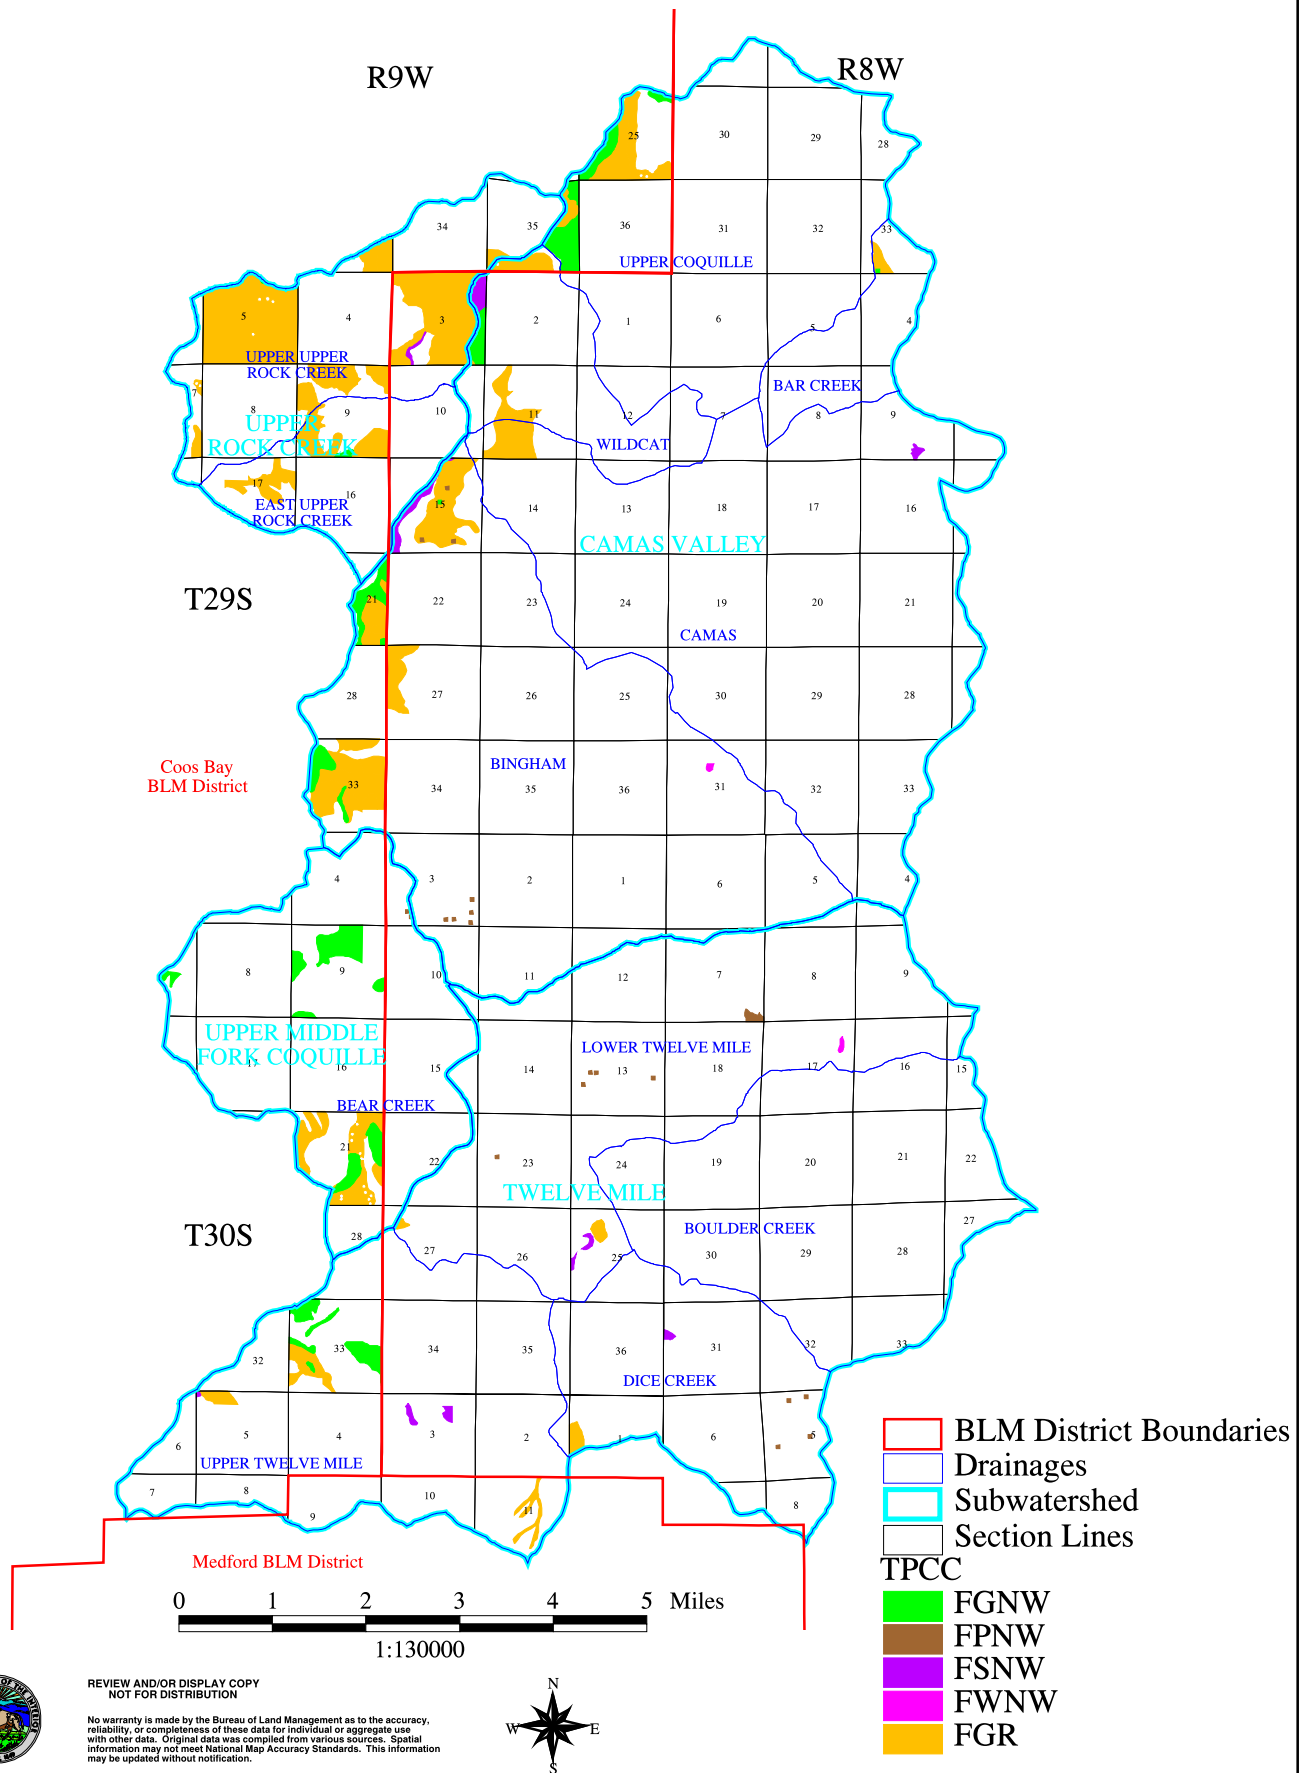 R9W
R8W
25
30
29
28
34
35
36
31
32
33
UPPER COQUILLE
5
4
3
2
1
6
5
4
UPPER UPPER
ROCK CREEK
BAR CREEK
7
8
9
10
11
12
7
8
9
UPPER
ROCK CREEK
WILDCAT
17
16
15
14
13
18
17
16
EAST UPPER
ROCK CREEK
CAMAS VALLEY
T29S
21
22
23
24
19
20
21
CAMAS
28
27
26
25
30
29
28
Coos Bay
BLM District
BINGHAM
33
34
35
36
31
32
33
4
3
2
1
6
5
4
8
9
10
11
12
7
8
9
UPPER MIDDLE
FORK COQUILLE
LOWER TWELVE MILE
17
16
15
14
13
18
17
16
15
BEAR CREEK
21
22
23
24
19
20
21
22
TWELVE MILE
T30S
BOULDER CREEK
28
27
26
25
30
29
28
27
32
33
34
35
36
31
32
33
DICE CREEK
6
5
4
3
2
1
6
5
UPPER TWELVE MILE
7
8
9
10
11
8
Medford BLM District
BLM District Boundaries
Drainages
Subwatershed
Section Lines
TPCC
FGNW
FPNW
FSNW
FWNW
FGR
0 1 2 3 4 5 Miles
1:130000
REVIEW AND/OR DISPLAY COPY
NOT FOR DISTRIBUTION
No warranty is made by the Bureau of Land Management as to the accuracy,
reliability, or completeness of these data for individual or aggregate use
with other data. Original data was compiled from various sources. Spatial
information may not meet National Map Accuracy Standards. This information
may be updated without notification.
N
W E
S
OF THE INTERIOR